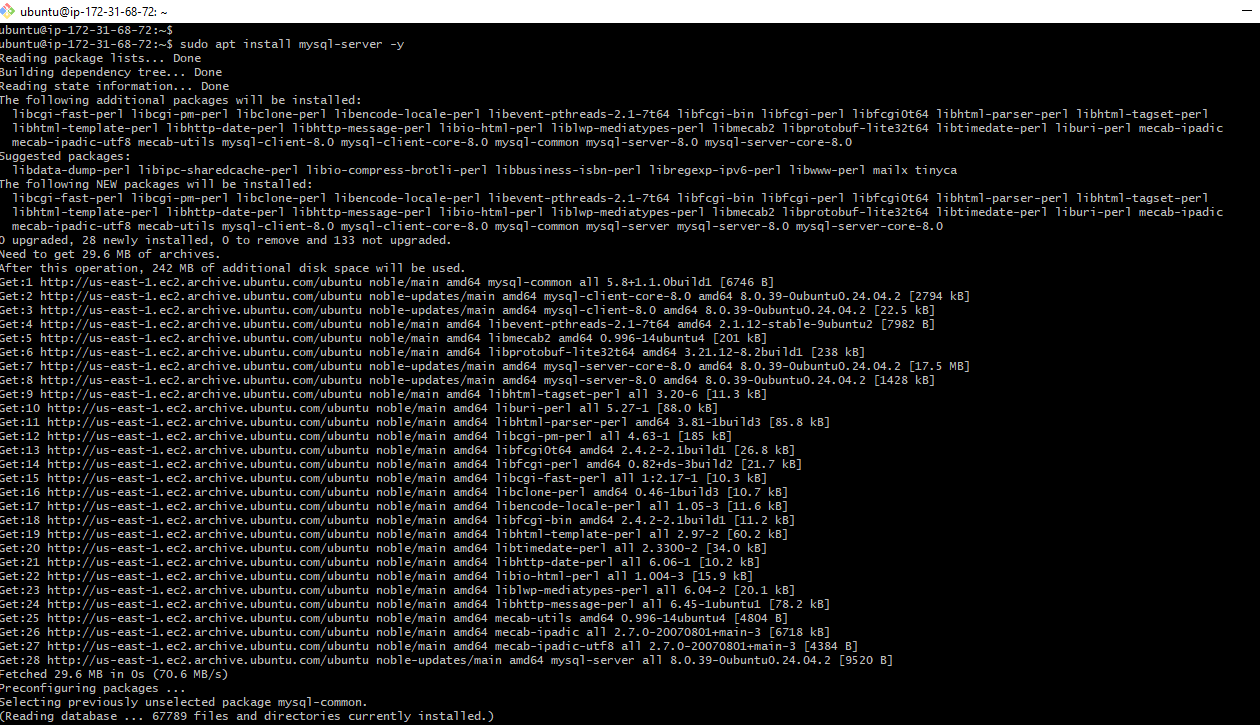 ubuntu@ip-172-31-68-72: ~
ubuntu@ip-172-31-68-72:~$
ubuntu@ip-172-31-68-72:~$ sudo apt install mysql-server -y
Reading package lists... Done
Building dependency tree... Done
Reading state information... Done
The following additional packages will be installed:
  libcgi-fast-perl libcgi-pm-perl libclone-perl libencode-locale-perl libevent-pthreads-2.1-7t64 libfcgi-bin libfcgi-perl libfcgi0t64 libhtml-parser-perl libhtml-tagset-perl
  libhtml-template-perl libhttp-date-perl libhttp-message-perl libio-html-perl liblwp-mediatypes-perl libmecab2 libprotobuf-lite32t64 libtimedate-perl liburi-perl mecab-ipadic
  mecab-ipadic-utf8 mecab-utils mysql-client-8.0 mysql-client-core-8.0 mysql-common mysql-server-8.0 mysql-server-core-8.0
Suggested packages:
  libdata-dump-perl libipc-sharedcache-perl libio-compress-brotli-perl libbusiness-isbn-perl libregexp-ipv6-perl libwww-perl mailx tinyca
The following NEW packages will be installed:
  libcgi-fast-perl libcgi-pm-perl libclone-perl libencode-locale-perl libevent-pthreads-2.1-7t64 libfcgi-bin libfcgi-perl libfcgi0t64 libhtml-parser-perl libhtml-tagset-perl
  libhtml-template-perl libhttp-date-perl libhttp-message-perl libio-html-perl liblwp-mediatypes-perl libmecab2 libprotobuf-lite32t64 libtimedate-perl liburi-perl mecab-ipadic
  mecab-ipadic-utf8 mecab-utils mysql-client-8.0 mysql-client-core-8.0 mysql-common mysql-server mysql-server-8.0 mysql-server-core-8.0
0 upgraded, 28 newly installed, 0 to remove and 133 not upgraded.
Need to get 29.6 MB of archives.
After this operation, 242 MB of additional disk space will be used.
Get:1 http://us-east-1.ec2.archive.ubuntu.com/ubuntu noble/main amd64 mysql-common all 5.8+1.1.0build1 [6746 B]
Get:2 http://us-east-1.ec2.archive.ubuntu.com/ubuntu noble-updates/main amd64 mysql-client-core-8.0 amd64 8.0.39-0ubuntu0.24.04.2 [2794 kB]
Get:3 http://us-east-1.ec2.archive.ubuntu.com/ubuntu noble-updates/main amd64 mysql-client-8.0 amd64 8.0.39-0ubuntu0.24.04.2 [22.5 kB]
Get:4 http://us-east-1.ec2.archive.ubuntu.com/ubuntu noble/main amd64 libevent-pthreads-2.1-7t64 amd64 2.1.12-stable-9ubuntu2 [7982 B]
Get:5 http://us-east-1.ec2.archive.ubuntu.com/ubuntu noble/main amd64 libmecab2 amd64 0.996-14ubuntu4 [201 kB]
Get:6 http://us-east-1.ec2.archive.ubuntu.com/ubuntu noble/main amd64 libprotobuf-lite32t64 amd64 3.21.12-8.2build1 [238 kB]
Get:7 http://us-east-1.ec2.archive.ubuntu.com/ubuntu noble-updates/main amd64 mysql-server-core-8.0 amd64 8.0.39-0ubuntu0.24.04.2 [17.5 MB]
Get:8 http://us-east-1.ec2.archive.ubuntu.com/ubuntu noble-updates/main amd64 mysql-server-8.0 amd64 8.0.39-0ubuntu0.24.04.2 [1428 kB]
Get:9 http://us-east-1.ec2.archive.ubuntu.com/ubuntu noble/main amd64 libhtml-tagset-perl all 3.20-6 [11.3 kB]
Get:10 http://us-east-1.ec2.archive.ubuntu.com/ubuntu noble/main amd64 liburi-perl all 5.27-1 [88.0 kB]
Get:11 http://us-east-1.ec2.archive.ubuntu.com/ubuntu noble/main amd64 libhtml-parser-perl amd64 3.81-1build3 [85.8 kB]
Get:12 http://us-east-1.ec2.archive.ubuntu.com/ubuntu noble/main amd64 libcgi-pm-perl all 4.63-1 [185 kB]
Get:13 http://us-east-1.ec2.archive.ubuntu.com/ubuntu noble/main amd64 libfcgi0t64 amd64 2.4.2-2.1build1 [26.8 kB]
Get:14 http://us-east-1.ec2.archive.ubuntu.com/ubuntu noble/main amd64 libfcgi-perl amd64 0.82+ds-3build2 [21.7 kB]
Get:15 http://us-east-1.ec2.archive.ubuntu.com/ubuntu noble/main amd64 libcgi-fast-perl all 1:2.17-1 [10.3 kB]
Get:16 http://us-east-1.ec2.archive.ubuntu.com/ubuntu noble/main amd64 libclone-perl amd64 0.46-1build3 [10.7 kB]
Get:17 http://us-east-1.ec2.archive.ubuntu.com/ubuntu noble/main amd64 libencode-locale-perl all 1.05-3 [11.6 kB]
Get:18 http://us-east-1.ec2.archive.ubuntu.com/ubuntu noble/main amd64 libfcgi-bin amd64 2.4.2-2.1build1 [11.2 kB]
Get:19 http://us-east-1.ec2.archive.ubuntu.com/ubuntu noble/main amd64 libhtml-template-perl all 2.97-2 [60.2 kB]
Get:20 http://us-east-1.ec2.archive.ubuntu.com/ubuntu noble/main amd64 libtimedate-perl all 2.3300-2 [34.0 kB]
Get:21 http://us-east-1.ec2.archive.ubuntu.com/ubuntu noble/main amd64 libhttp-date-perl all 6.06-1 [10.2 kB]
Get:22 http://us-east-1.ec2.archive.ubuntu.com/ubuntu noble/main amd64 libio-html-perl all 1.004-3 [15.9 kB]
Get:23 http://us-east-1.ec2.archive.ubuntu.com/ubuntu noble/main amd64 liblwp-mediatypes-perl all 6.04-2 [20.1 kB]
Get:24 http://us-east-1.ec2.archive.ubuntu.com/ubuntu noble/main amd64 libhttp-message-perl all 6.45-1ubuntu1 [78.2 kB]
Get:25 http://us-east-1.ec2.archive.ubuntu.com/ubuntu noble/main amd64 mecab-utils amd64 0.996-14ubuntu4 [4804 B]
Get:26 http://us-east-1.ec2.archive.ubuntu.com/ubuntu noble/main amd64 mecab-ipadic all 2.7.0-20070801+main-3 [6718 kB]
Get:27 http://us-east-1.ec2.archive.ubuntu.com/ubuntu noble/main amd64 mecab-ipadic-utf8 all 2.7.0-20070801+main-3 [4384 B]
Get:28 http://us-east-1.ec2.archive.ubuntu.com/ubuntu noble-updates/main amd64 mysql-server all 8.0.39-0ubuntu0.24.04.2 [9520 B]
Fetched 29.6 MB in 0s (70.6 MB/s)
Preconfiguring packages ...
Selecting previously unselected package mysql-common.
(Reading database ... 67789 files and directories currently installed.)